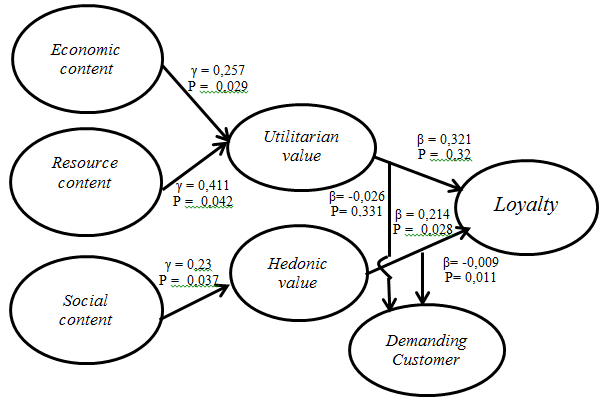 Economic
content
γ = 0,257
P = 0,029
Utilitarian
value
β = 0,321
P = 0,32
Resource
content
γ = 0,411
P = 0,042
β= -0,026
P= 0.331
β = 0,214
P = 0,028
Loyalty
γ = 0,23
P = 0,037
Hedonic
value
β= -0,009
P= 0,011
Social
content
Demanding
Customer